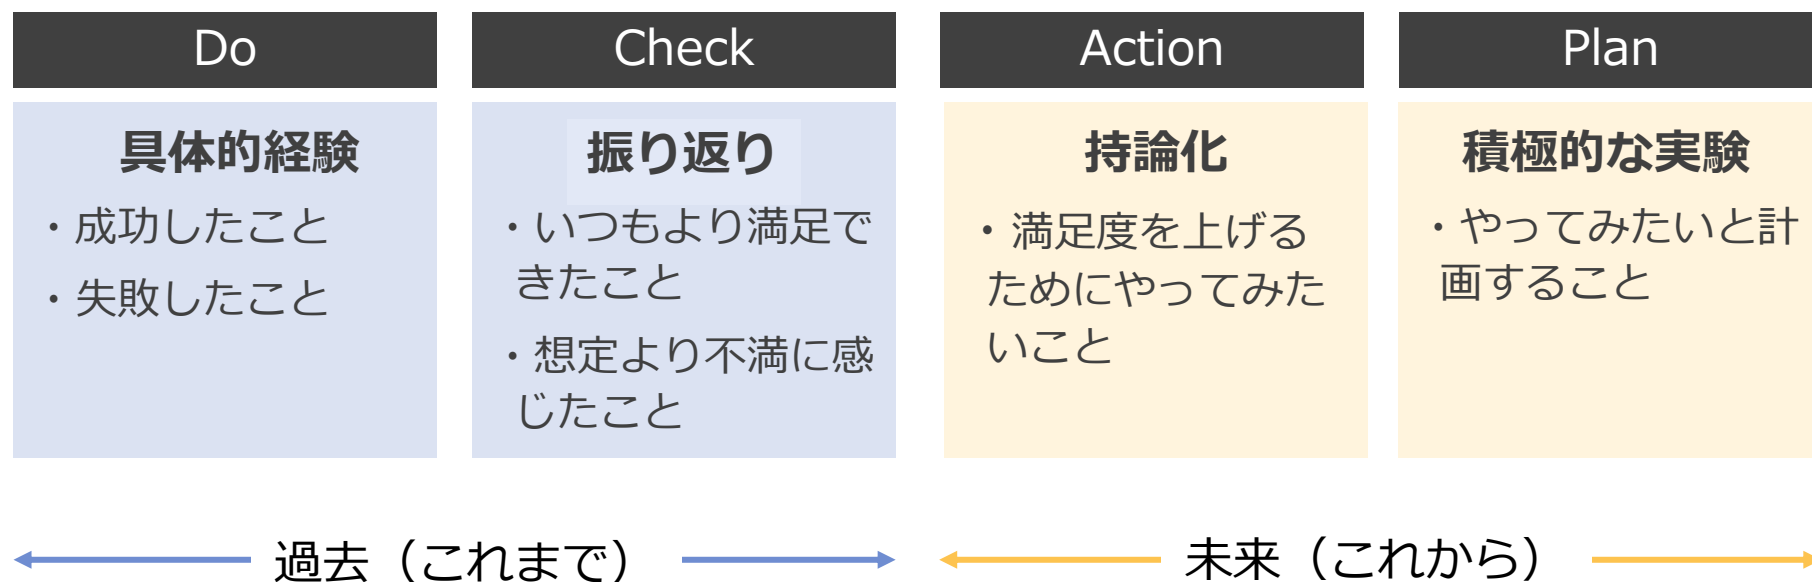 Do
具体的経験
・成功したこと
・失敗したこと
Check
振り返り
・いつもより満足で
きたこと
・想定より不満に感
じたこと
Action
持論化
・満足度を上げる
ためにやってみた
いこと
Plan
積極的な実験
・やってみたいと計
画すること
過去（これまで）
未来（これから）